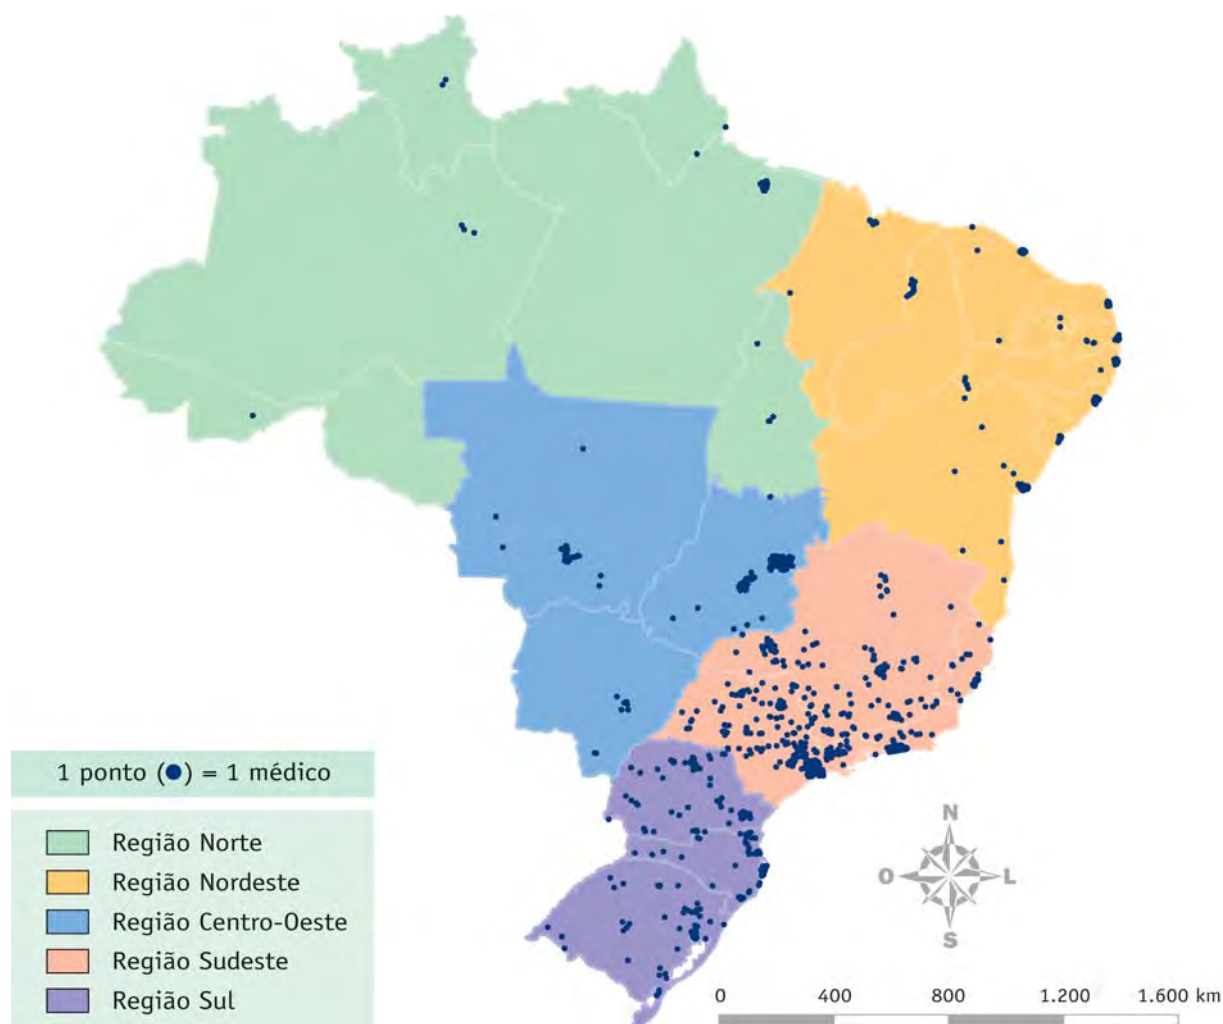 1 ponto (●) = 1 médico
Região Norte
Região Nordeste
Região Centro-Oeste
Região Sudeste
Região Sul
N
O
L
S
0 400 800 1.200 1.600 km